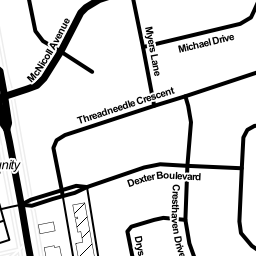 McNicoll Avenue
Myers Lane
Michael Drive
Threadneedle Crescent
Dexter Boulevard
Cresthaven Drive